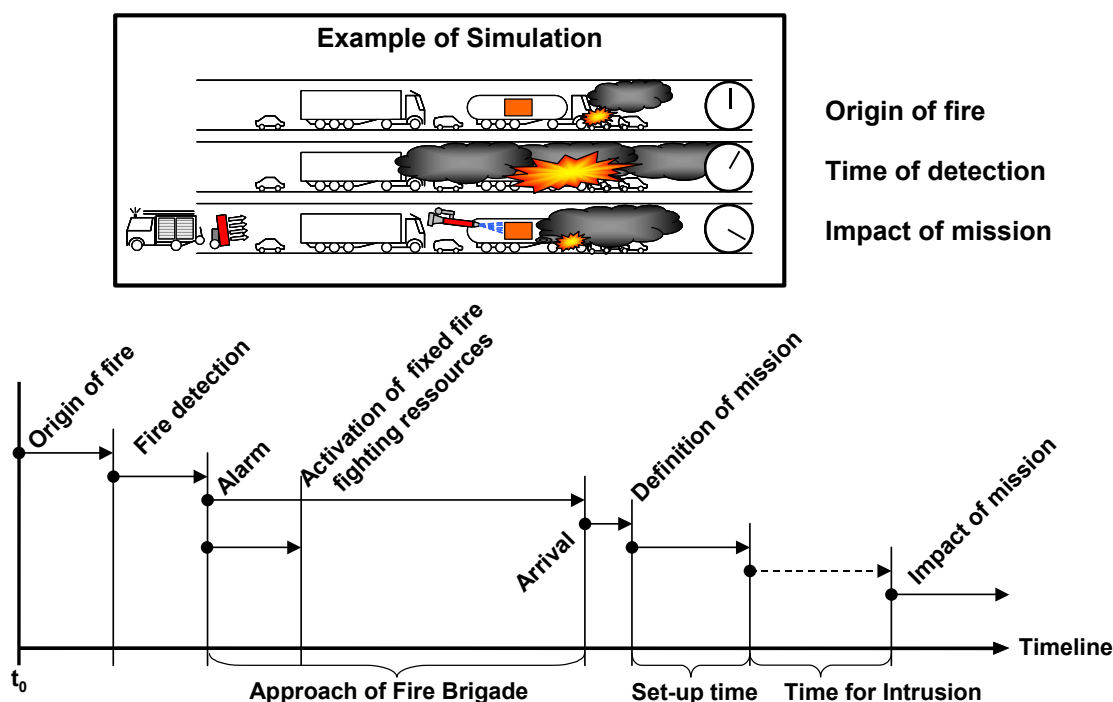 Example of Simulation
Origin of fire
Time of detection
Impact of mission
Origin of fire
Fire detection
Alarm
Activation of fixed fire
fighting ressources
Arrival
Definition of mission
Impact of mission
Timeline
t0
Approach of Fire Brigade
Set-up time
Time for Intrusion